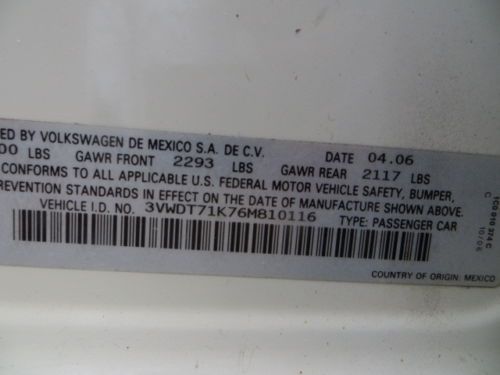 ED BY VOLKSWAGEN DE MEXICO S.A. DE C.V. DATE 04.06
00 LBS GAWR FRONT 2293 LBS GAWR REAR 2117 LBS
CONFORMS TO ALL APPLICABLE U.S. FEDERAL MOTOR VEHICLE SAFETY, BUMPER,
PREVENTION STANDARDS IN EFFECT ON THE DATE OF MANUFACTURE SHOWN ABOVE.
VEHICLE I.D. NO. 3VWDT71K76M810116 TYPE: PASSENGER CAR
COUNTRY OF ORIGIN: MEXICO